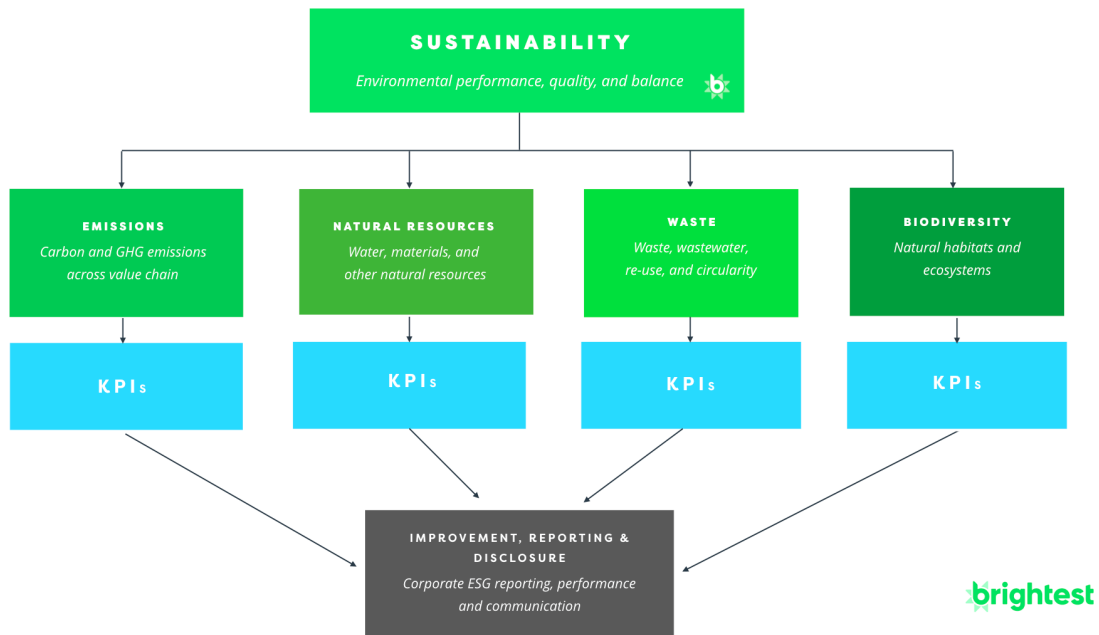 SUSTAINABILITY
Environmental performance, quality, and balance
b
EMISSIONS
Carbon and GHG emissions
across value chain
NATURAL RESOURCES
Water, materials, and
other natural resources
WASTE
Waste, wastewater,
re-use, and circularity
BIODIVERSITY
Natural habitats and
ecosystems
KPIs
KPIs
KPIs
KPIs
IMPROVEMENT, REPORTING &
DISCLOSURE
Corporate ESG reporting, performance
and communication
brightest